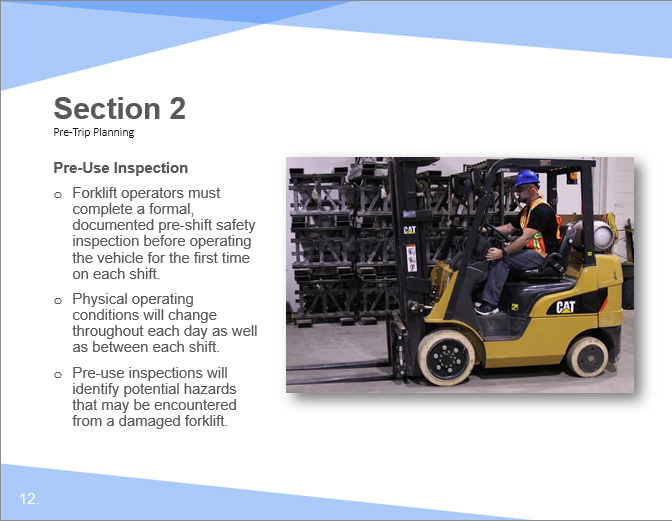 Section 2
Pre-Trip Planning
Pre-Use Inspection
o Forklift operators must
complete a formal,
documented pre-shift safety
inspection before operating
the vehicle for the first time
on each shift.
o Physical operating
conditions will change
throughout each day as well
as between each shift.
o Pre-use inspections will
identify potential hazards
that may be encountered
from a damaged forklift.
CAT
CAT
12.